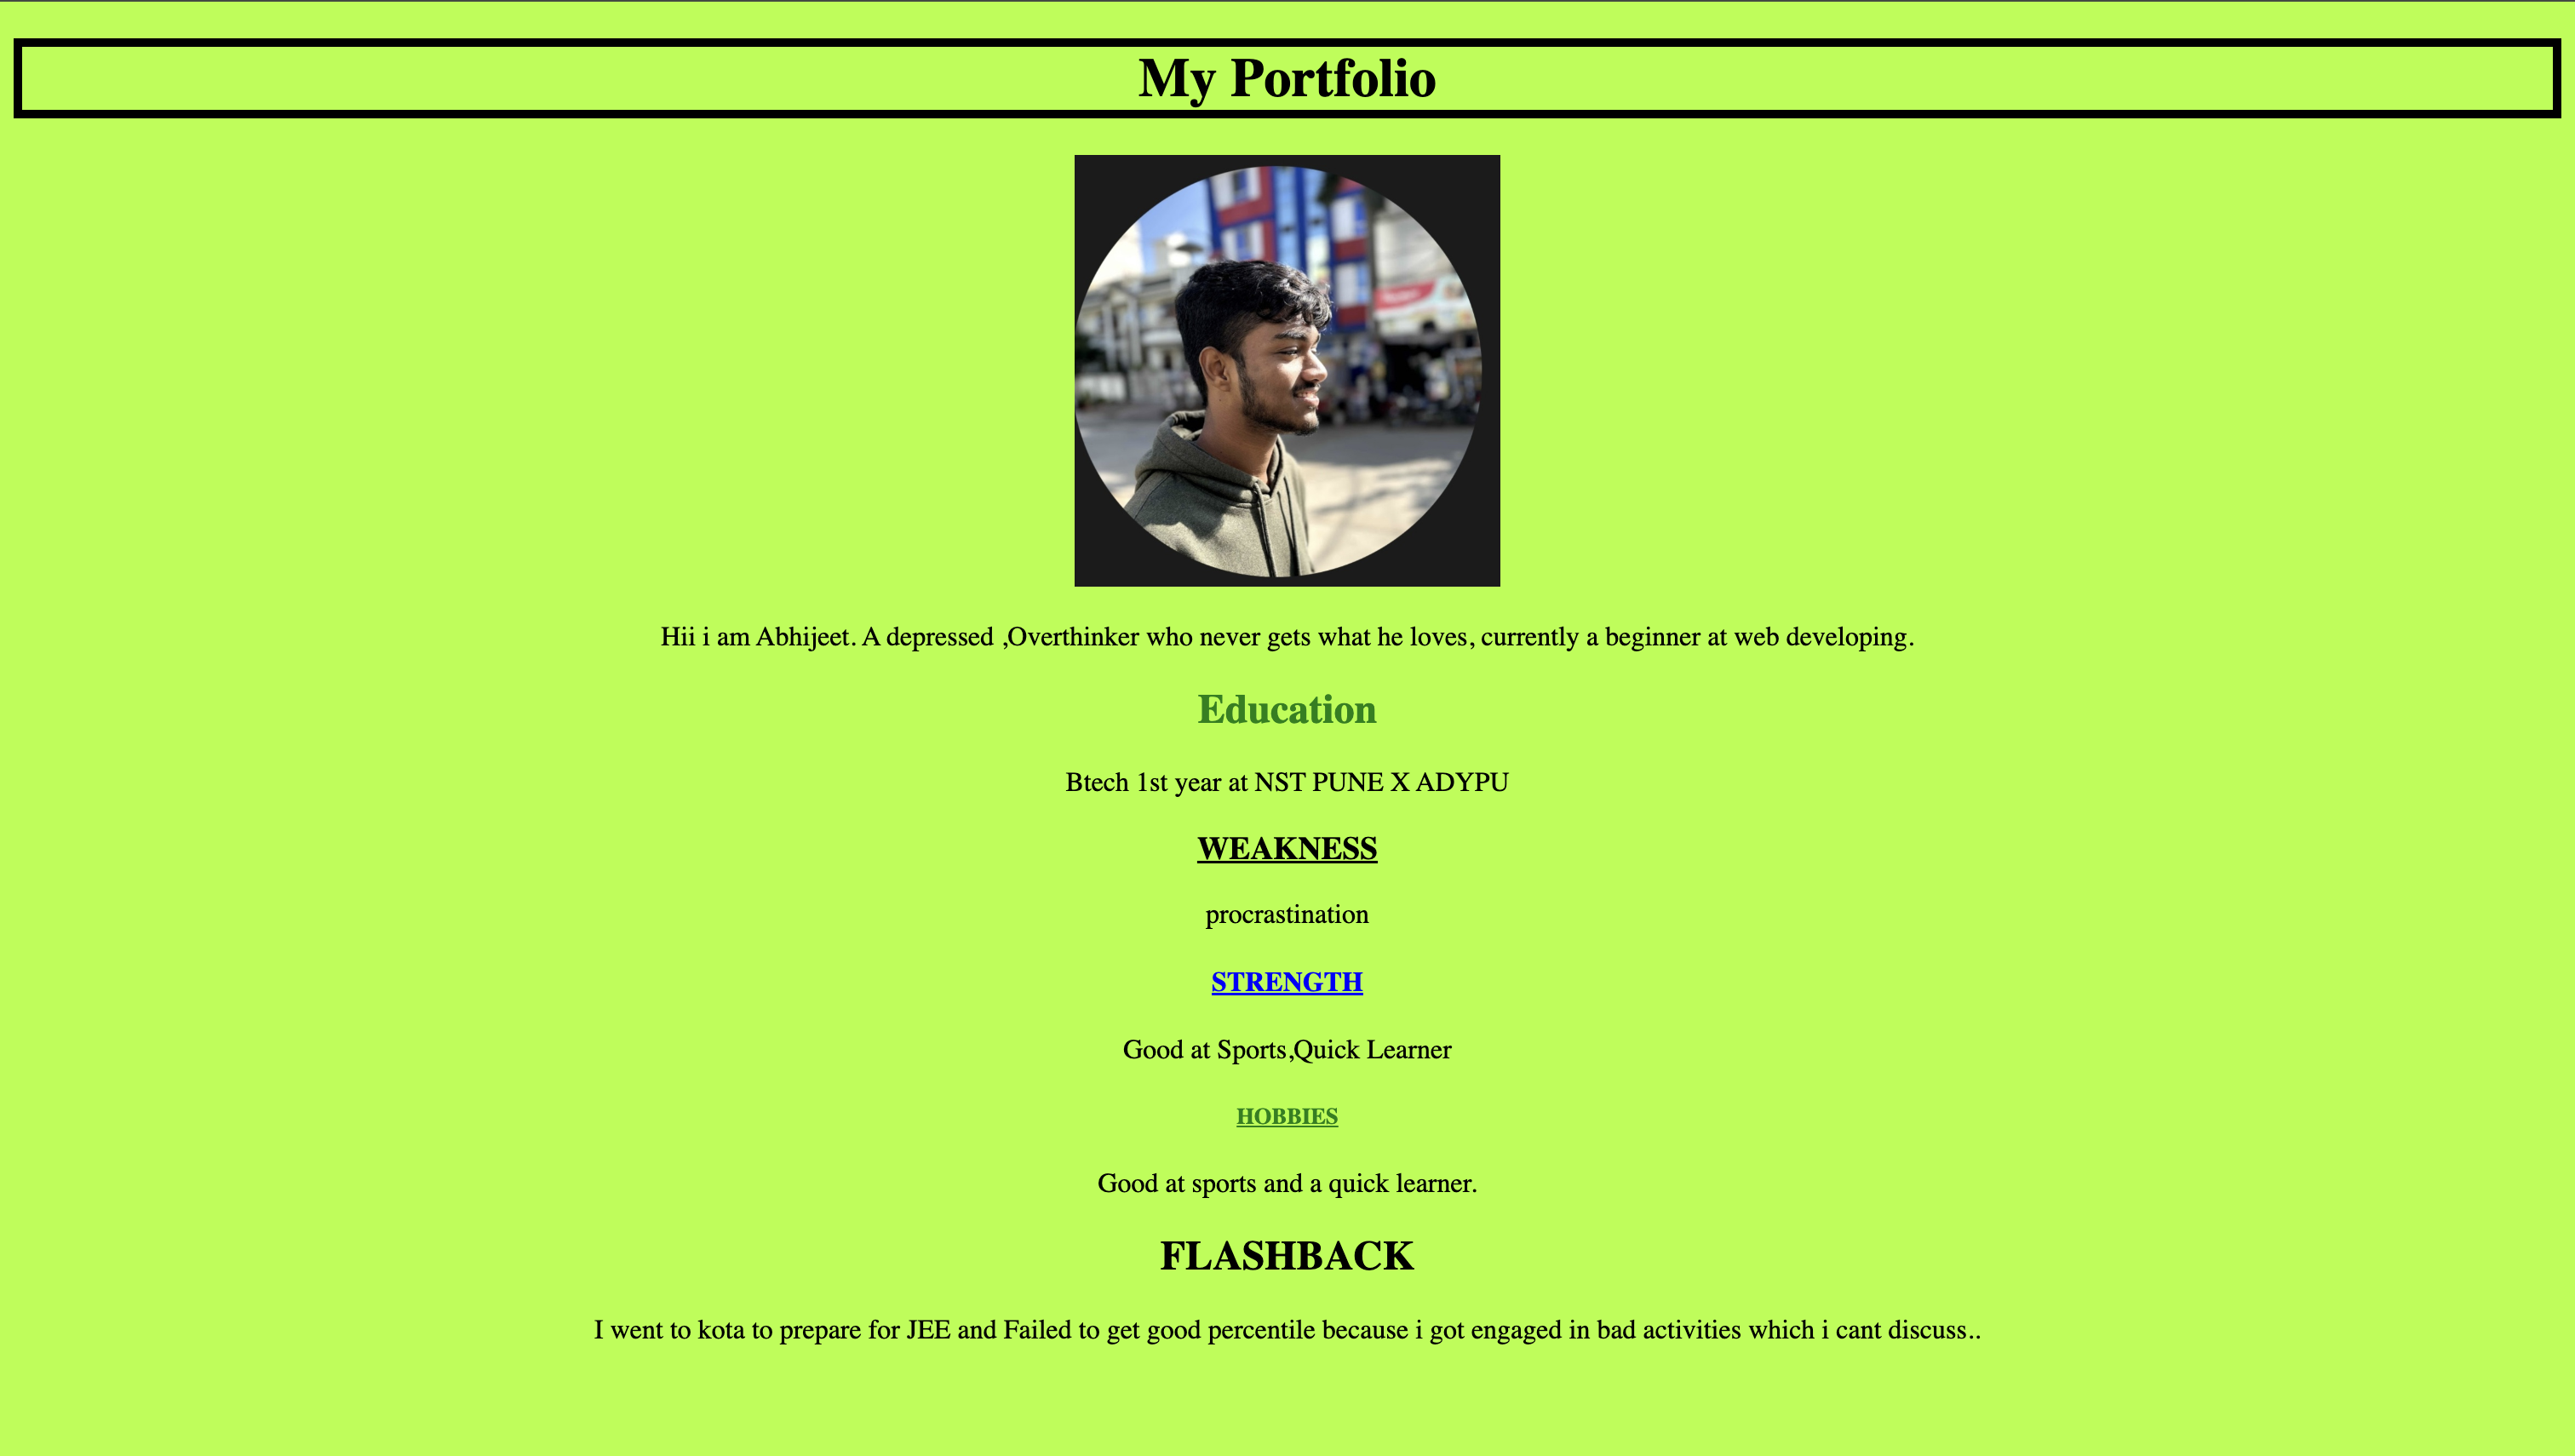 My Portfolio
Hii i am Abhijeet. A depressed ,Overthinker who never gets what he loves, currently a beginner at web developing.
Education
Btech 1st year at NST PUNE X ADYPU
WEAKNESS
procrastination
STRENGTH
Good at Sports,Quick Learner
HOBBIES
Good at sports and a quick learner.
FLASHBACK
I went to kota to prepare for JEE and Failed to get good percentile because i got engaged in bad activities which i cant discuss..